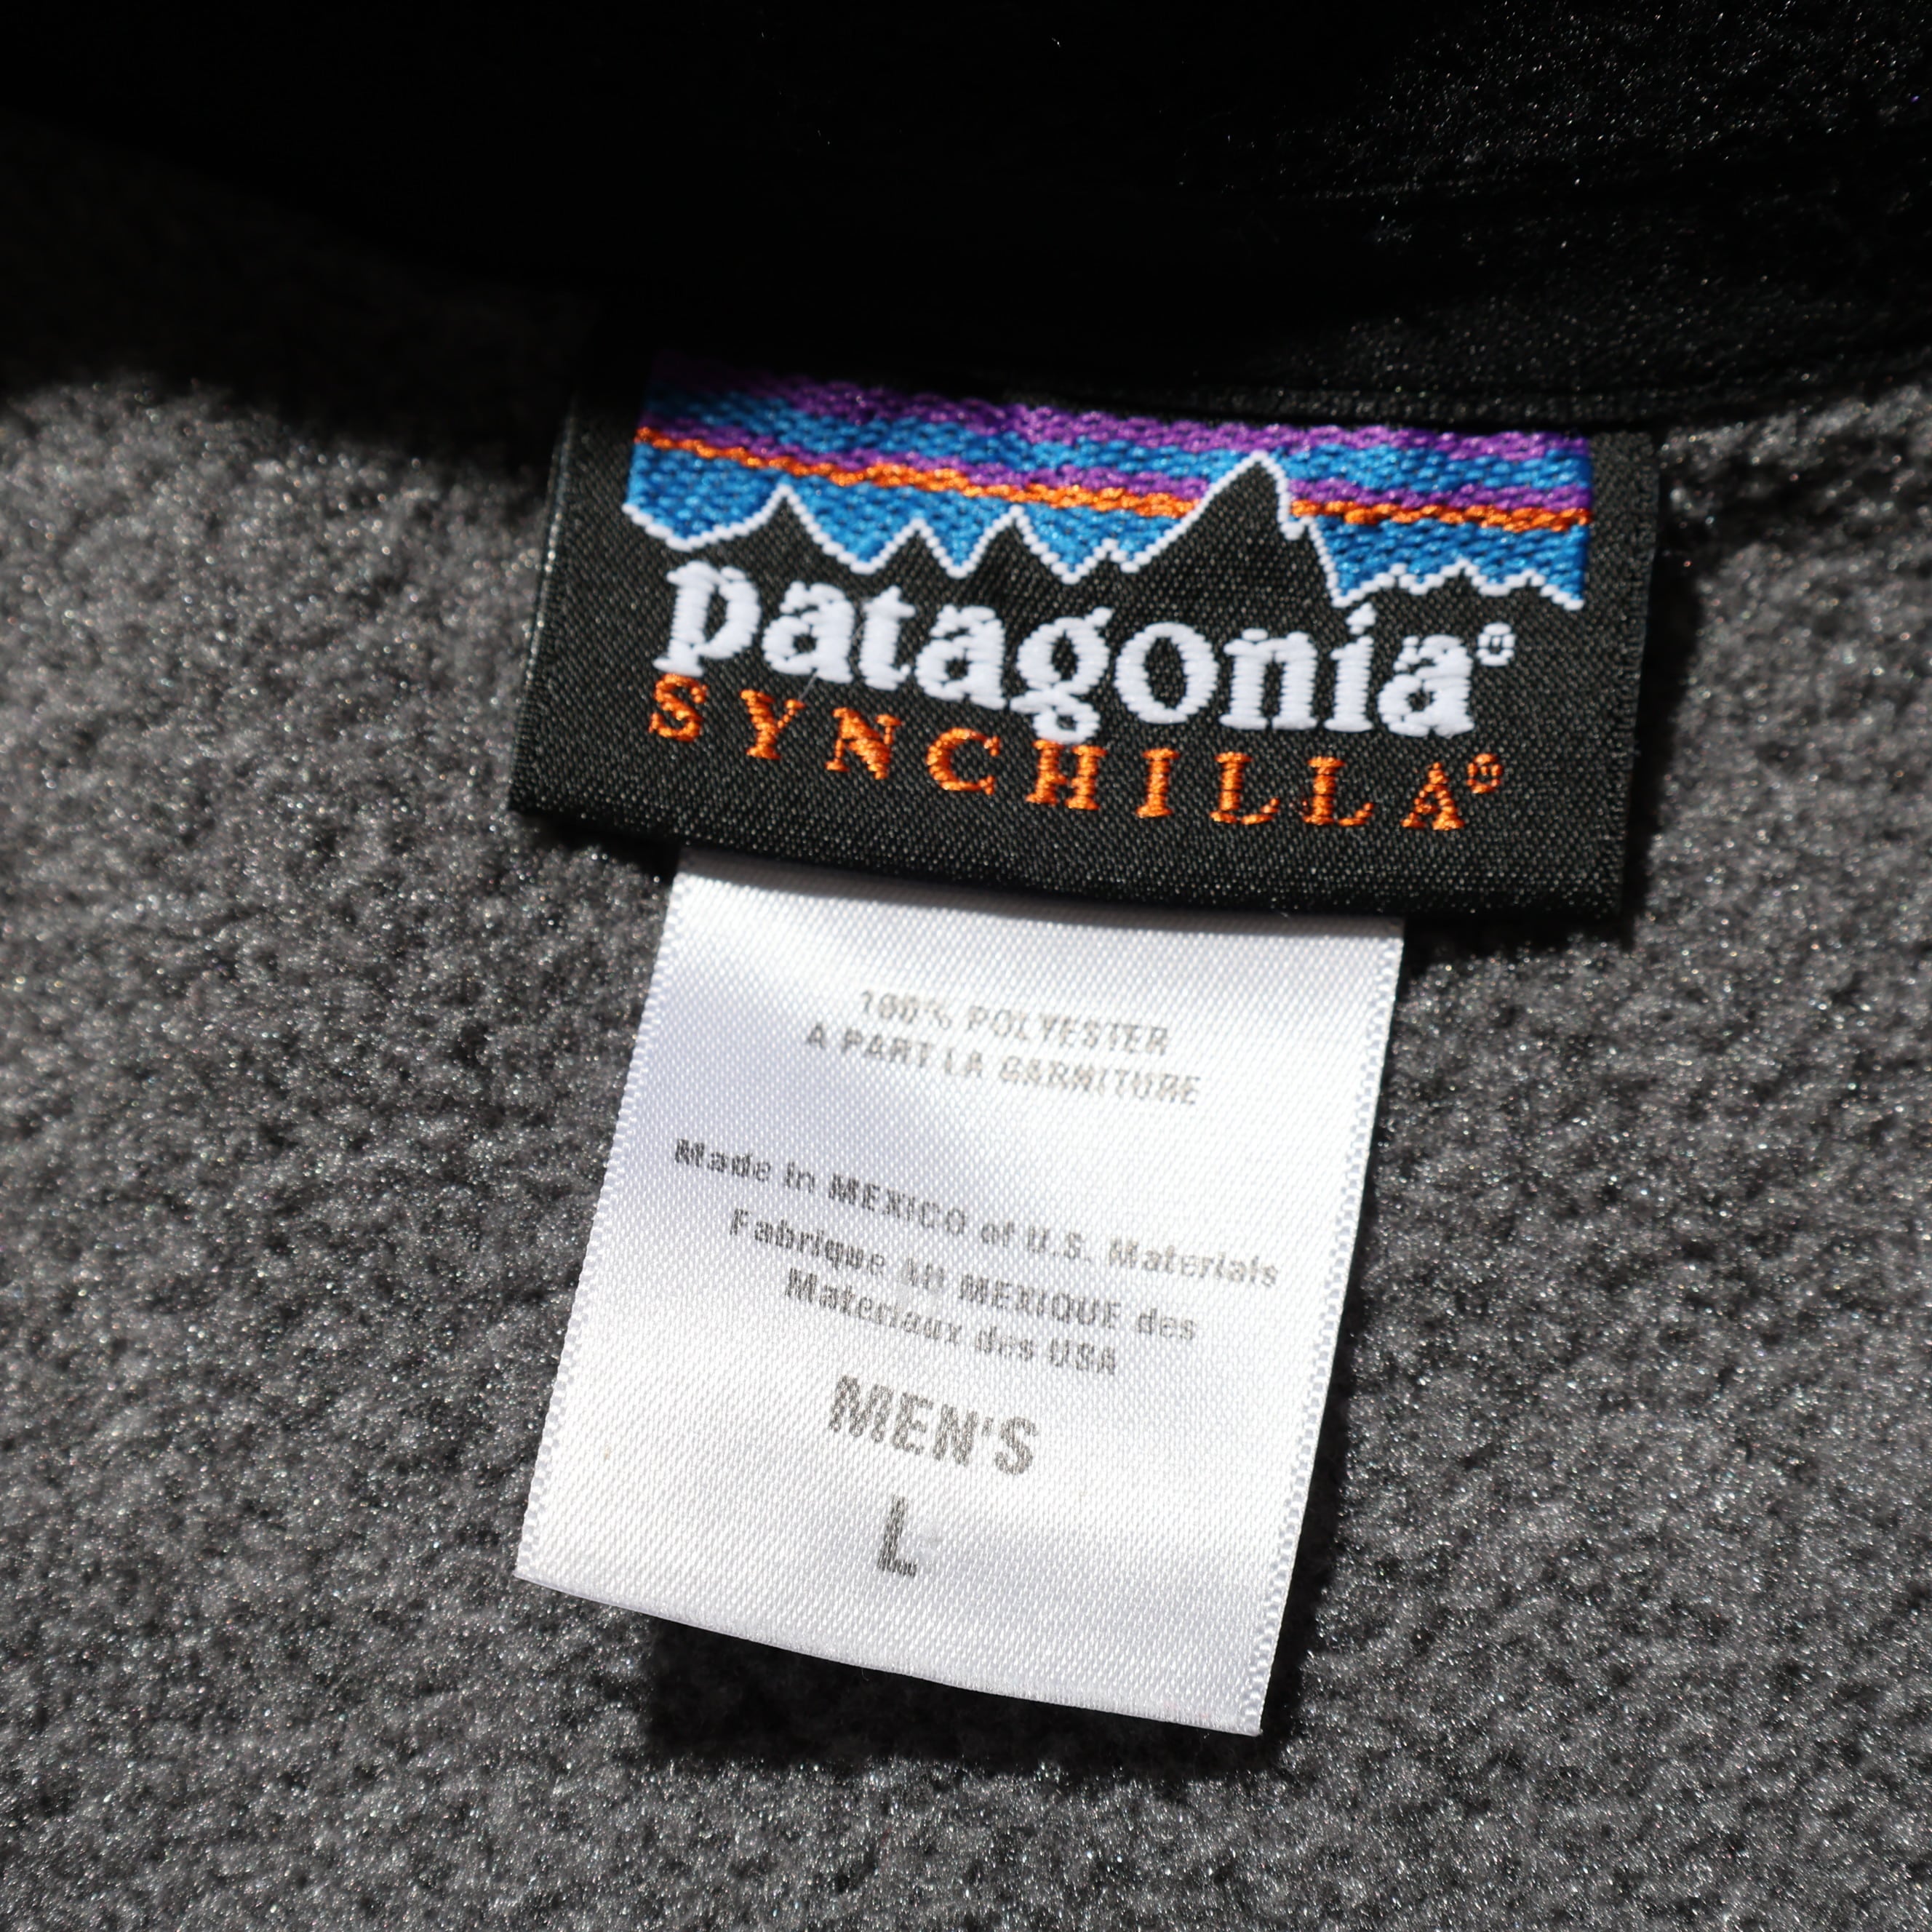 patagonia®
SYNCHILLA®
100% POLYESTER
A PART LA GARNITURE
Made in MEXICO of U.S. Materials
Fabrique au MEXIQUE des
Materiaux des USA
MEN'S
L